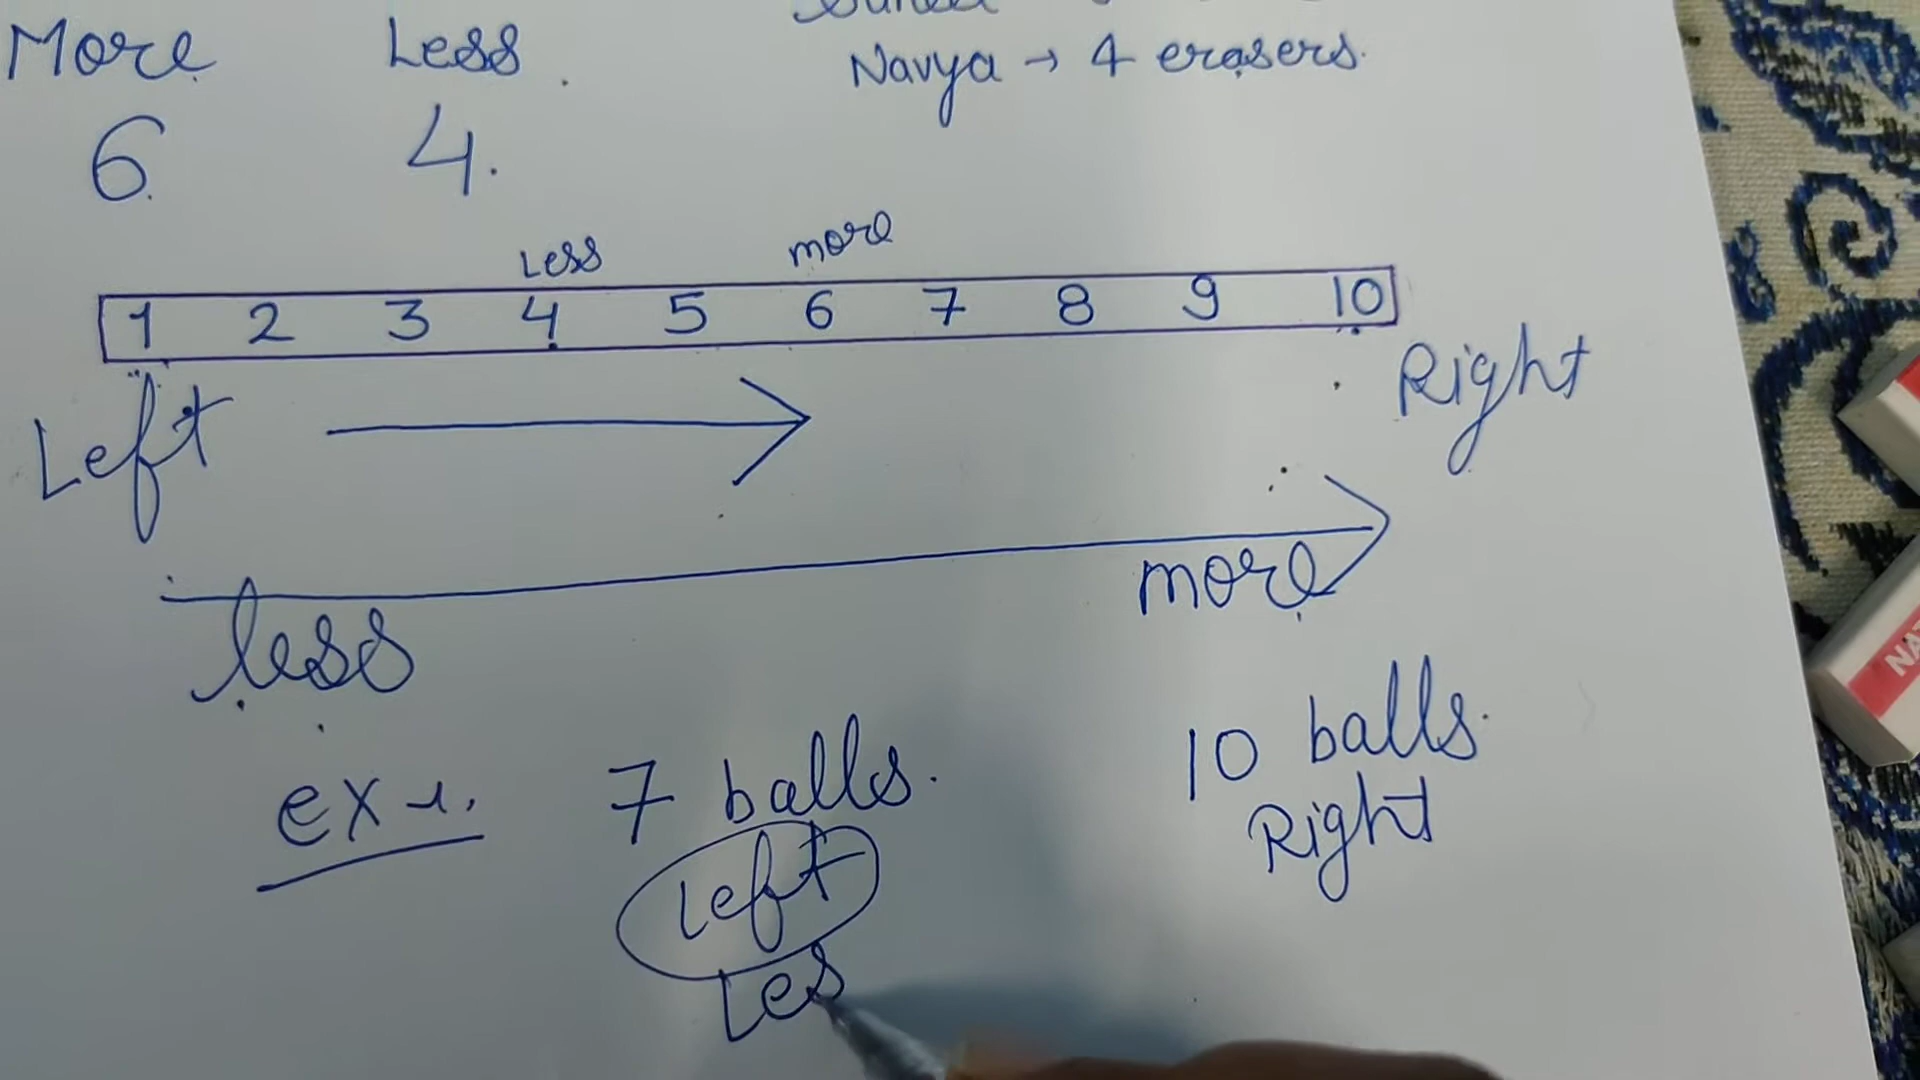 More Less.
Navya → 4 erasers.
6. 4.
Less more
1 2 3 4 5 6 7 8 9 10
Left Right
less more
ex 7 balls. 10 balls.
left Right
Les